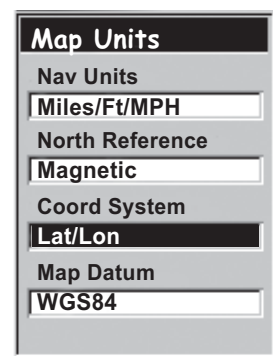 Map Units
Nav Units
Miles/Ft/MPH
North Reference
Magnetic
Coord System
Lat/Lon
Map Datum
WGS84